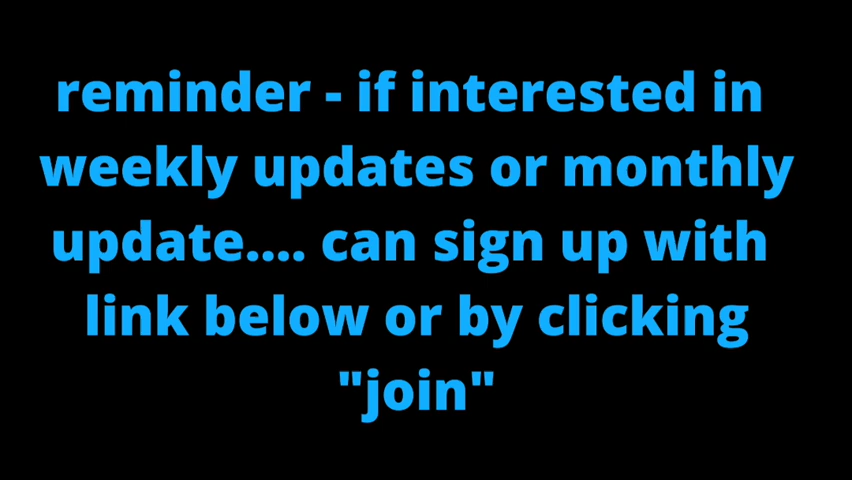 reminder - if interested in
weekly updates or monthly
update.... can sign up with
link below or by clicking
"join"